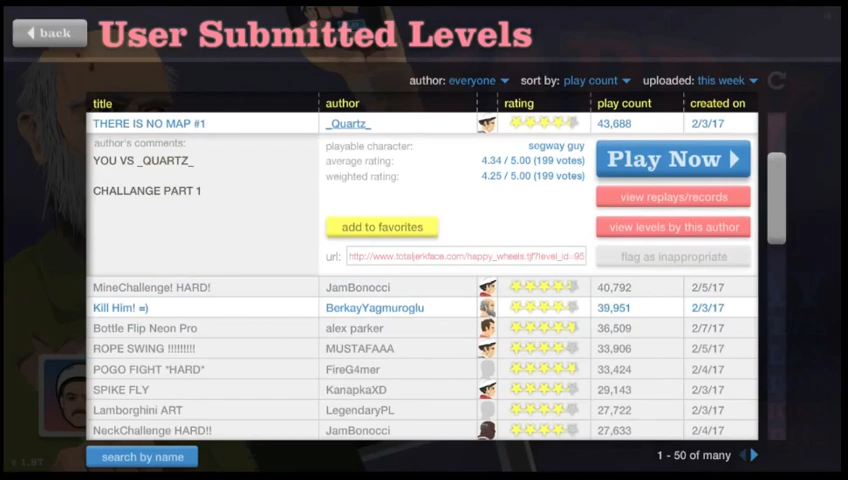 back
User Submitted Levels
author: everyone sort by: play count uploaded: this week
title author rating play count created on
THERE IS NO MAP #1 _Quartz_ 43,688 2/3/17
author's comments:
YOU VS _QUARTZ_
CHALLANGE PART 1
playable character: segway guy
average rating: 4.34 / 5.00 (199 votes)
weighted rating: 4.25 / 5.00 (199 votes)
Play Now
view replays/records
add to favorites
view levels by this author
url: http://www.totaljerkface.com/happy_wheels.tjf?level_id=95
flag as inappropriate
MineChallenge! HARD! JamBonocci 40,792 2/5/17
Kill Him! =) BerkayYagmuroglu 39,951 2/3/17
Bottle Flip Neon Pro alex parker 36,509 2/7/17
ROPE SWING !!!!!!!!! MUSTAFAAA 33,906 2/5/17
POGO FIGHT *HARD* FireG4mer 33,424 2/4/17
SPIKE FLY KanapkaXD 29,143 2/3/17
Lamborghini ART LegendaryPL 27,722 2/3/17
NeckChallenge HARD!! JamBonocci 27,633 2/4/17
search by name
1 - 50 of many
v 1.87